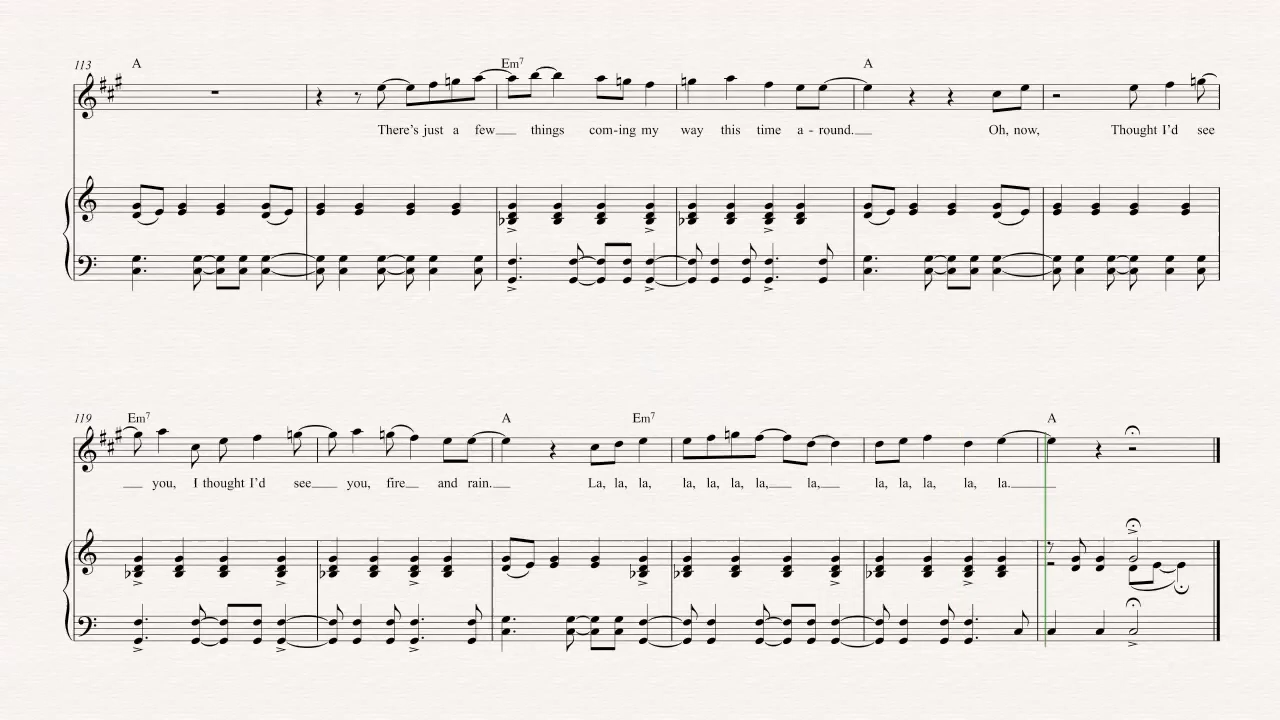 113 A Em7 A
There's just a few things com-ing my way this time a - round. Oh, now, Thought I'd see
119 Em7 A Em7 A
you, I thought I'd see you, fire and rain. La, la, la, la, la, la, la, la, la, la, la, la, la.